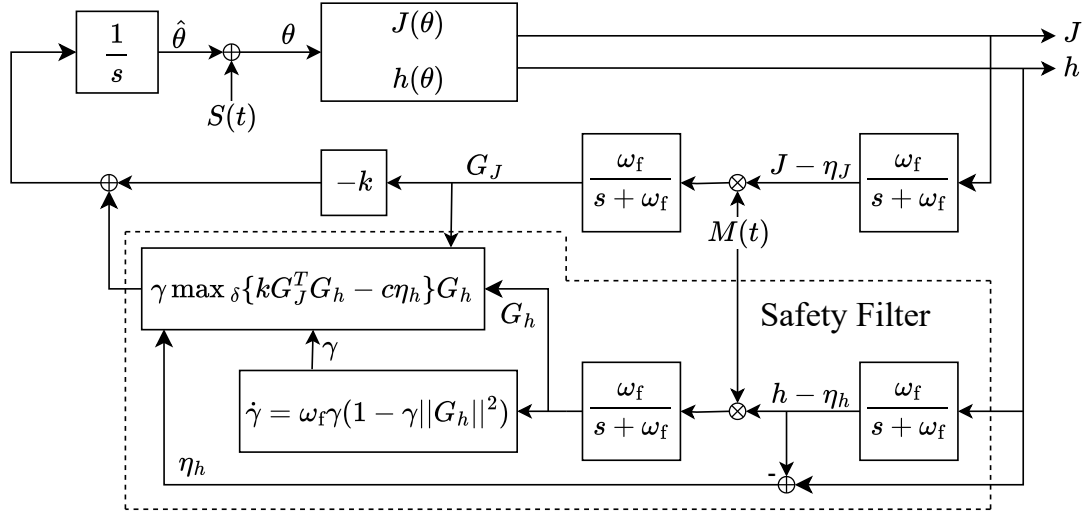 1/s
θ̂
θ
S(t)
J(θ)
h(θ)
J
h
−k
G_J
ω_f/(s + ω_f)
J − η_J
ω_f/(s + ω_f)
M(t)
γ max_δ{kG_J^T G_h − cη_h}G_h
G_h
Safety Filter
γ
γ̇ = ω_f γ(1 − γ||G_h||²)
ω_f/(s + ω_f)
h − η_h
ω_f/(s + ω_f)
η_h
-